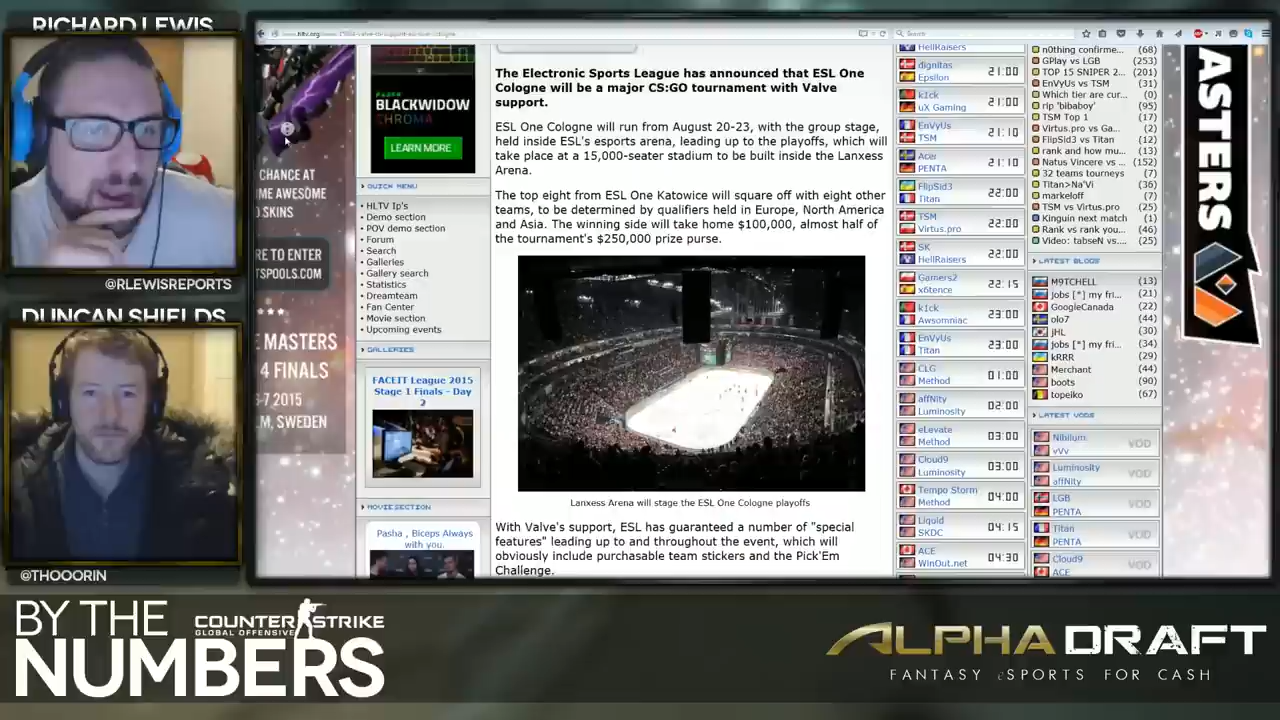 RICHARD LEWIS
@RLEWISREPORTS
DUNCAN SHIELDS
@THOOORIN
CHANCE AT
ME AWESOME
O SKINS
RE TO ENTER
TSPOOLS.COM
E MASTERS
4 FINALS
6-7 2015
LM, SWEDEN
BLACKWIDOW
CHROMA
LEARN MORE
QUICK MENU
HLTV Ip's
Demo section
POV demo section
Forum
Search
Galleries
Gallery search
Statistics
Dreamteam
Fan Center
Movie section
Upcoming events
GALLERIES
FACEIT League 2015
Stage 1 Finals - Day
2
MOVIE SECTION
Pasha , Biceps Always
with you.
The Electronic Sports League has announced that ESL One
Cologne will be a major CS:GO tournament with Valve
support.
ESL One Cologne will run from August 20-23, with the group stage,
held inside ESL's esports arena, leading up to the playoffs, which will
take place at a 15,000-seater stadium to be built inside the Lanxess
Arena.
The top eight from ESL One Katowice will square off with eight other
teams, to be determined by qualifiers held in Europe, North America
and Asia. The winning side will take home $100,000, almost half of
the tournament's $250,000 prize purse.
Lanxess Arena will stage the ESL One Cologne playoffs
With Valve's support, ESL has guaranteed a number of "special
features" leading up to and throughout the event, which will
obviously include purchasable team stickers and the Pick'Em
Challenge.
Search
HellRaisers
dignitas
Epsilon 21:00
k1ck
uX Gaming 21:00
EnVyUs
TSM 21:10
Acer
PENTA 21:10
FlipSid3
Titan 22:00
TSM
Virtus.pro 22:00
SK
HellRaisers 22:00
Gamers2
x6tence 22:15
k1ck
Awsomniac 23:00
EnVyUs
Titan 23:00
CLG
Method 01:00
affNity
Luminosity 02:00
eLevate
Method 03:00
Cloud9
Luminosity 03:00
Tempo Storm
Method 04:00
Liquid
SKDC 04:15
ACE
WinOut.net 04:30
n0thing confirme... (68)
GPlay vs LGB (253)
TOP 15 SNIPER 2... (201)
EnVyUs vs TSM (31)
Which tier are cur... (7)
rip 'bibaboy' (95)
TSM Top 1 (17)
Virtus.pro vs Ga... (2)
FlipSid3 vs Titan (12)
rank and how mu... (13)
Natus Vincere vs ... (152)
32 teams tourneys (7)
Titan>Na'Vi (36)
markeloff (7)
TSM vs Virtus.pro (25)
Kinguin next match (1)
Rank vs rank you... (46)
Video: tabseN vs.... (25)
LATEST BLOGS
M9TCHELL (13)
jobs [*] my fri... (21)
GoogleCanada (22)
olo7 (44)
JHL (30)
jobs [*] my fri... (34)
kRRR (29)
Merchant (44)
boots (90)
topeiko (67)
LATEST VODS
Nihilum
vVv VOD
Luminosity
affNity VOD
LGB
PENTA VOD
Titan
PENTA VOD
Cloud9
ACE VOD
ASTERS
BY THE
NUMBERS
COUNTER STRIKE
GLOBAL OFFENSIVE
ALPHADRAFT
FANTASY eSPORTS FOR CASH